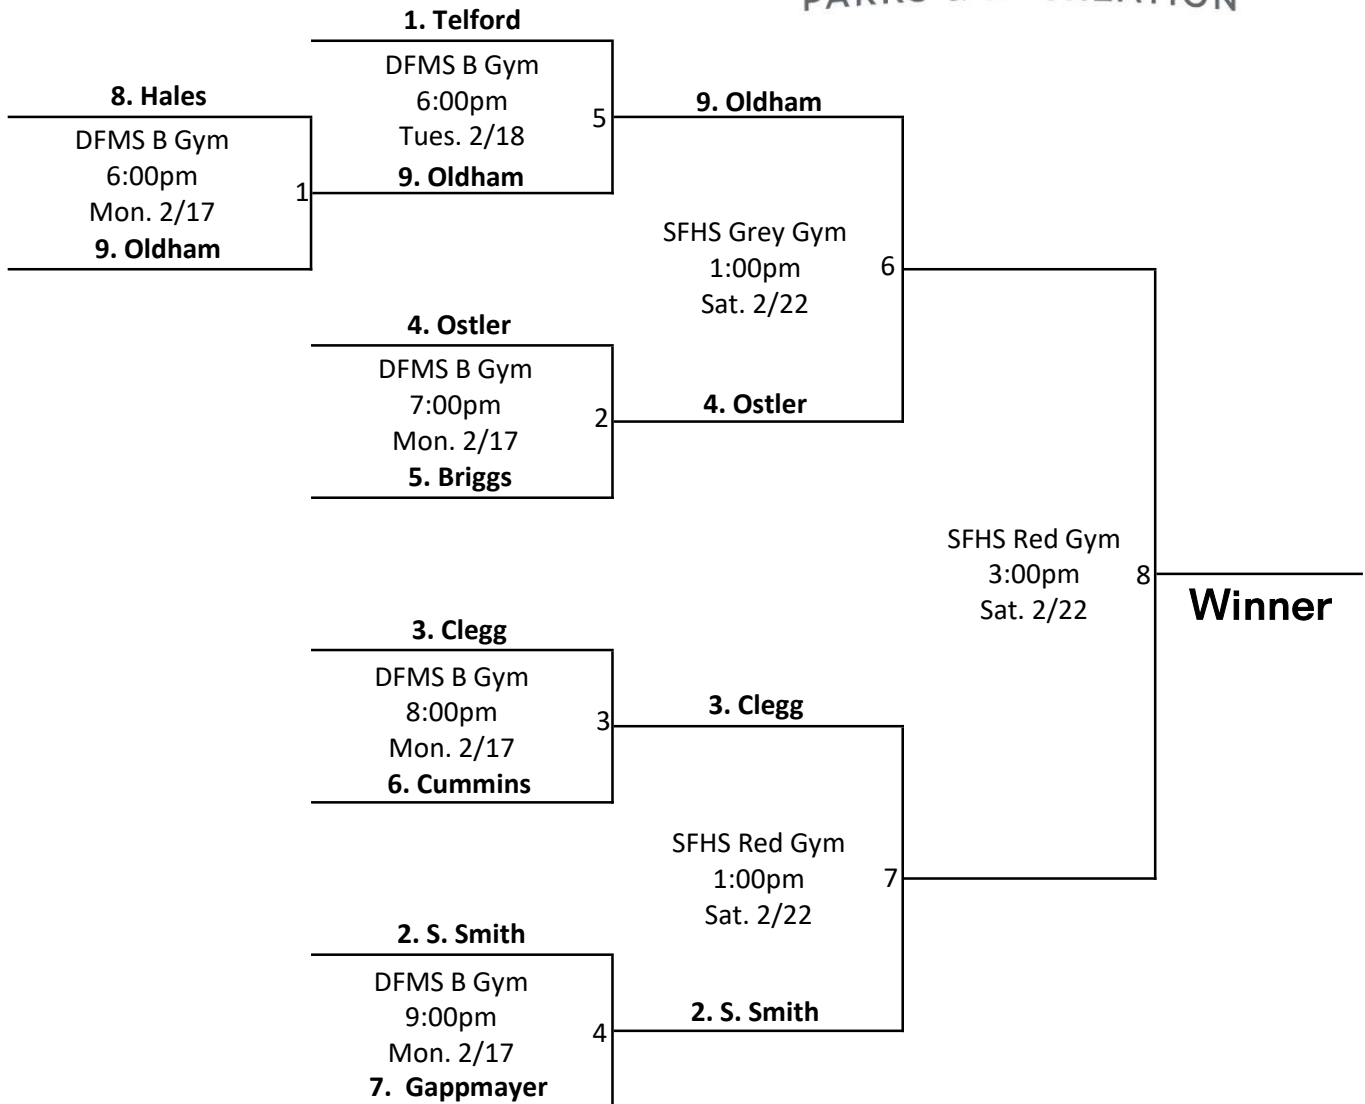 PARKS &
1. Telford
DFMS B Gym
6:00pm
Tues. 2/18
5
9. Oldham
8. Hales
DFMS B Gym
6:00pm
Mon. 2/17
1
9. Oldham
9. Oldham
SFHS Grey Gym
1:00pm
Sat. 2/22
6
4. Ostler
DFMS B Gym
7:00pm
Mon. 2/17
2
5. Briggs
4. Ostler
SFHS Red Gym
3:00pm
Sat. 2/22
8
Winner
3. Clegg
DFMS B Gym
8:00pm
Mon. 2/17
3
6. Cummins
3. Clegg
SFHS Red Gym
1:00pm
Sat. 2/22
7
2. S. Smith
DFMS B Gym
9:00pm
Mon. 2/17
4
7. Gappmayer
2. S. Smith